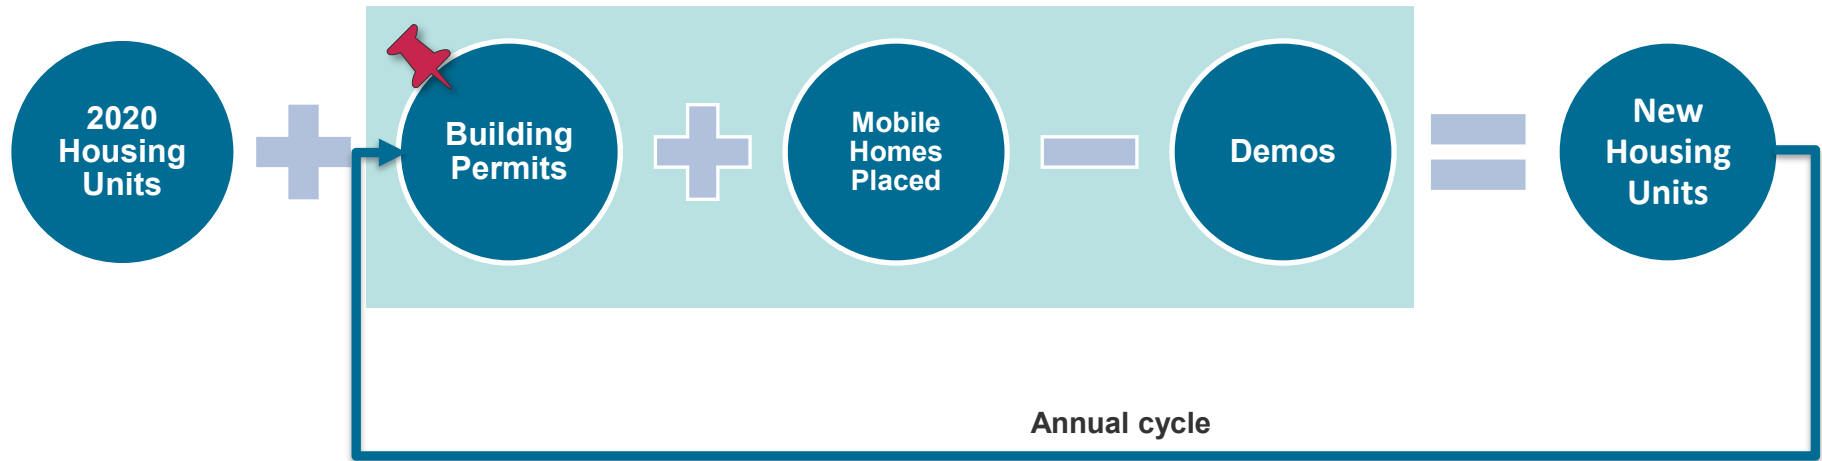 2020
Housing
Units
Building
Permits
Mobile
Homes
Placed
Demos
New
Housing
Units
Annual cycle